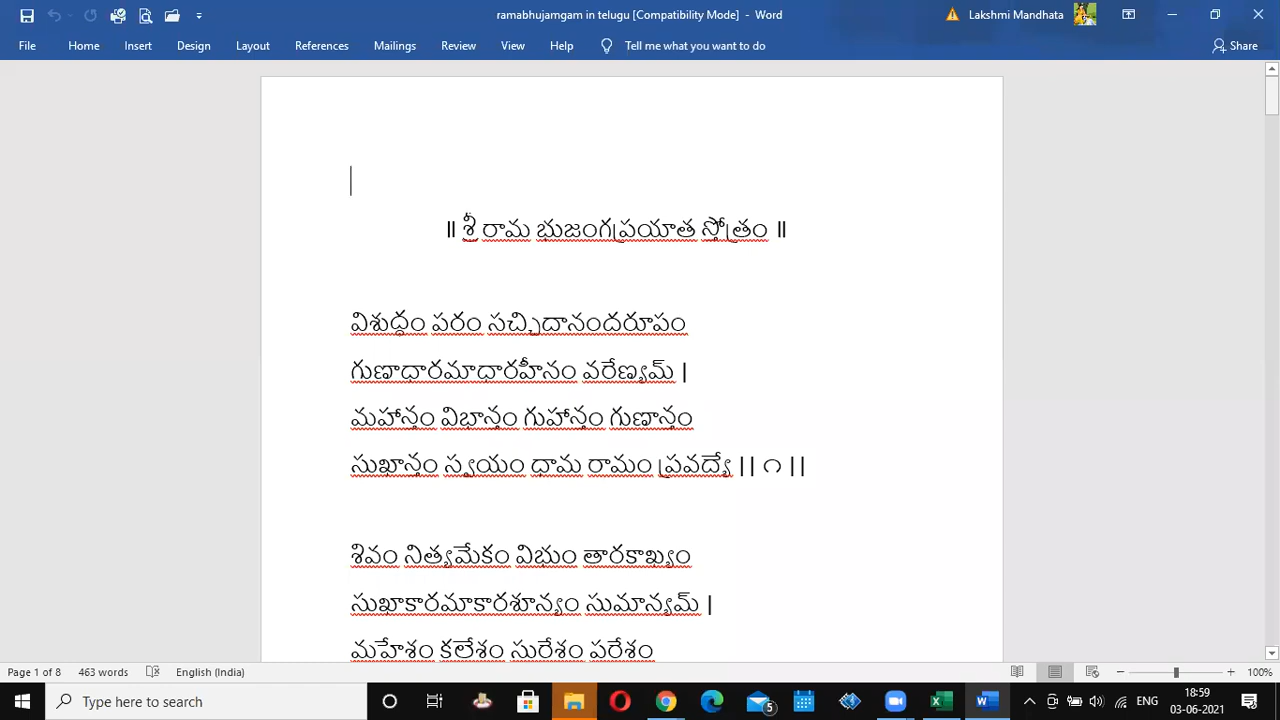 ramabhujamgam in telugu [Compatibility Mode] - Word
Lakshmi Mandhata
File Home Insert Design Layout References Mailings Review View Help Tell me what you want to do Share
॥ శ్రీ రామ భుజంగప్రయాత స్తోత్రం ॥
విశుద్ధం పరం సచ్చిదానందరూపం
గుణాధారమాధారహీనం వరేణ్యమ్ |
మహాన్తం విభాన్తం గుహాన్తం గుణాన్తం
సుఖాన్తం స్వయం ధామ రామం ప్రవద్యే || ౧ ||
శివం నిత్యమేకం విభుం తారకాఖ్యం
సుఖాకారమాకారశూన్యం సుమాన్యమ్ |
మహేశం కలేశం సురేశం పరేశం
Page 1 of 8 463 words English (India) 100%
Type here to search 5 ENG 18:59
03-06-2021